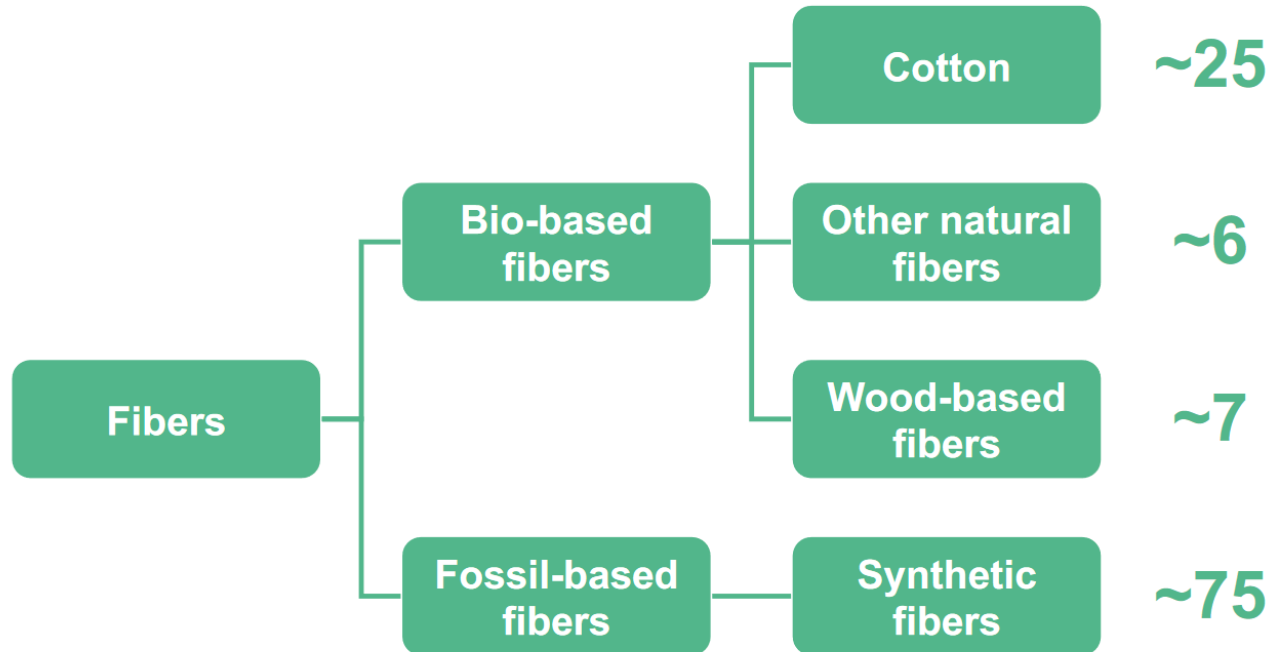 Cotton
~25
Bio-based
fibers
Other natural
fibers
~6
Fibers
Wood-based
fibers
~7
Fossil-based
fibers
Synthetic
fibers
~75